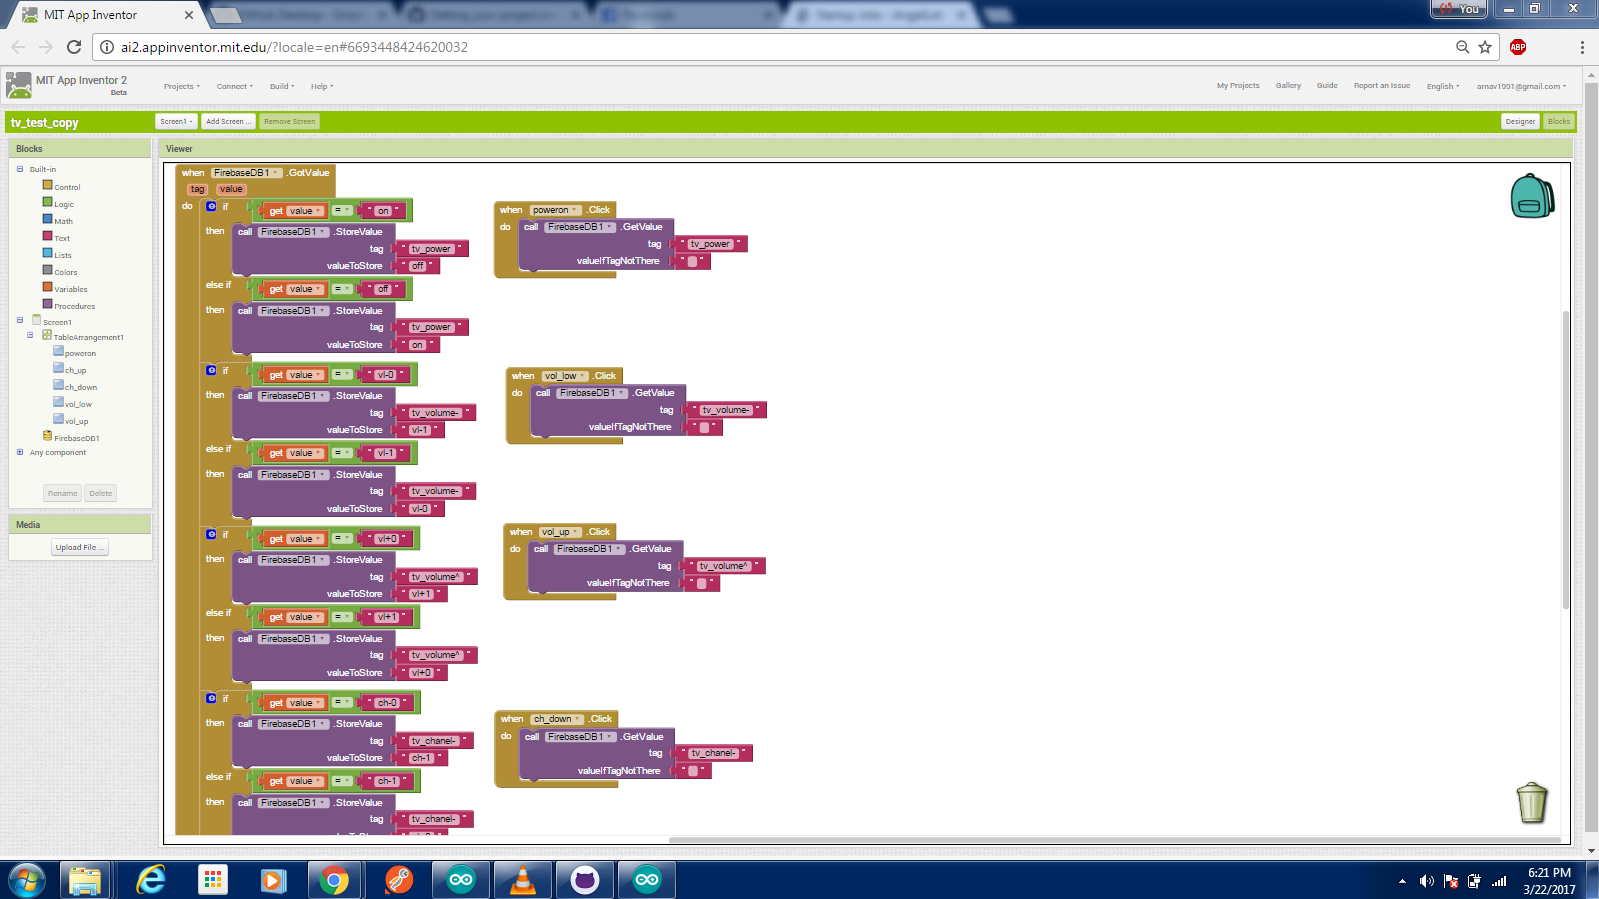 MIT App Inventor
You
ai2.appinventor.mit.edu/?locale=en#6693448424620032
ABP
MIT App Inventor 2
Beta
Projects
Connect
Build
Help
My Projects
Gallery
Guide
Report an Issue
English
arnav1991@gmail.com
tv_test_copy
Screen1
Add Screen ...
Remove Screen
Designer
Blocks
Blocks
Built-in
Control
Logic
Math
Text
Lists
Colors
Variables
Procedures
Screen1
TableArrangement1
poweron
ch_up
ch_down
vol_low
vol_up
FirebaseDB1
Any component
Rename
Delete
Media
Upload File ...
Viewer
when FirebaseDB1 .GotValue
tag value
do if get value = " on "
then call FirebaseDB1 .StoreValue
tag " tv_power "
valueToStore " off "
else if get value = " off "
then call FirebaseDB1 .StoreValue
tag " tv_power "
valueToStore " on "
if get value = " vl-0 "
then call FirebaseDB1 .StoreValue
tag " tv_volume- "
valueToStore " vl-1 "
else if get value = " vl-1 "
then call FirebaseDB1 .StoreValue
tag " tv_volume- "
valueToStore " vl-0 "
if get value = " vl+0 "
then call FirebaseDB1 .StoreValue
tag " tv_volume^ "
valueToStore " vl+1 "
else if get value = " vl+1 "
then call FirebaseDB1 .StoreValue
tag " tv_volume^ "
valueToStore " vl+0 "
if get value = " ch-0 "
then call FirebaseDB1 .StoreValue
tag " tv_chanel- "
valueToStore " ch-1 "
else if get value = " ch-1 "
then call FirebaseDB1 .StoreValue
tag " tv_chanel- "
when poweron .Click
do call FirebaseDB1 .GetValue
tag " tv_power "
valueIfTagNotThere " "
when vol_low .Click
do call FirebaseDB1 .GetValue
tag " tv_volume- "
valueIfTagNotThere " "
when vol_up .Click
do call FirebaseDB1 .GetValue
tag " tv_volume^ "
valueIfTagNotThere " "
when ch_down .Click
do call FirebaseDB1 .GetValue
tag " tv_chanel- "
valueIfTagNotThere " "
6:21 PM
3/22/2017